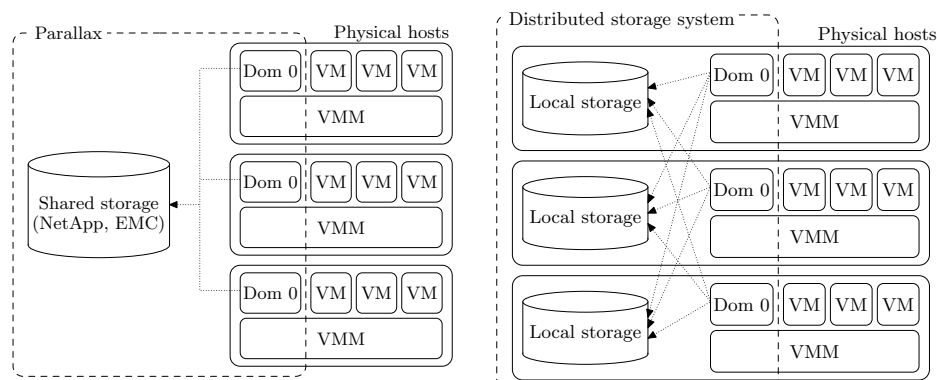 Parallax
Physical hosts
Dom 0 VM VM VM
VMM
Dom 0 VM VM VM
VMM
Shared storage
(NetApp, EMC)
Dom 0 VM VM VM
VMM
Distributed storage system
Physical hosts
Local storage
Dom 0 VM VM VM
VMM
Local storage
Dom 0 VM VM VM
VMM
Local storage
Dom 0 VM VM VM
VMM